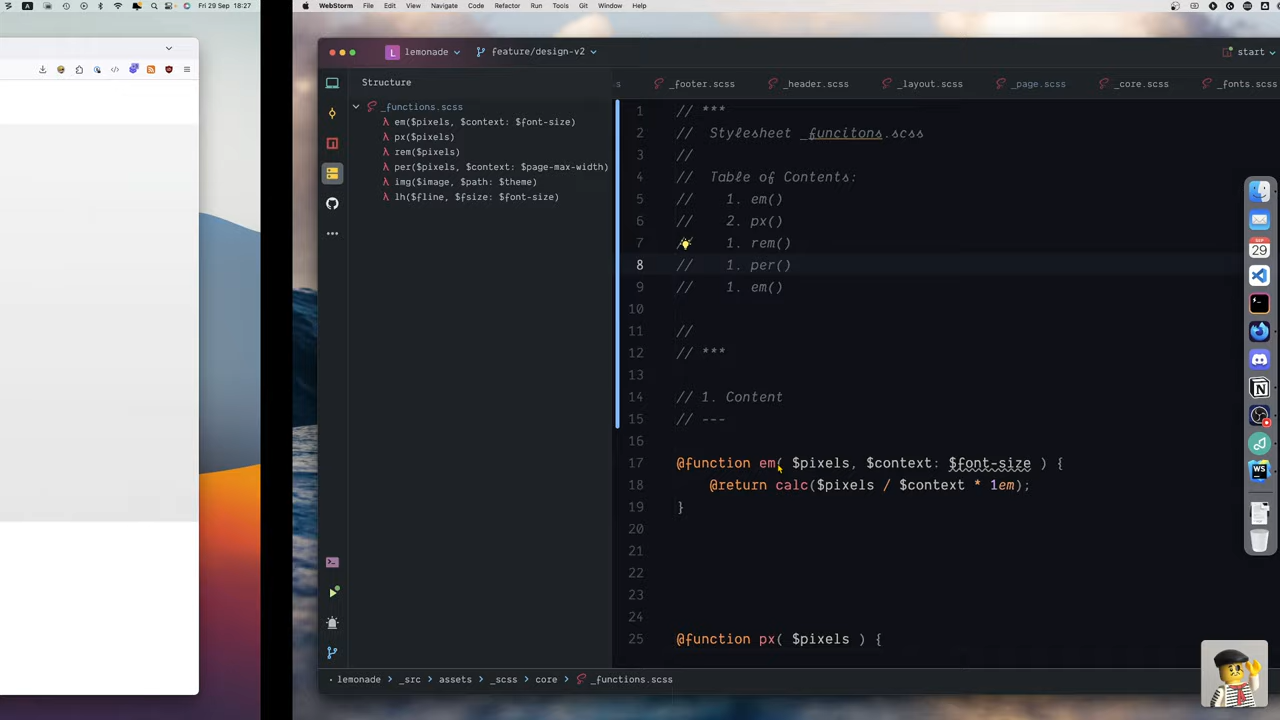 Fri 29 Sep 18:27
WebStorm File Edit View Navigate Code Refactor Run Tools Git Window Help
L lemonade feature/design-v2 start
Structure
_footer.scss _header.scss _layout.scss _page.scss _core.scss _fonts.scss
_functions.scss
λ em($pixels, $context: $font-size)
λ px($pixels)
λ rem($pixels)
λ per($pixels, $context: $page-max-width)
λ img($image, $path: $theme)
λ lh($fline, $fsize: $font-size)
1 // ***
2 // Stylesheet _funcitons.scss
3 //
4 // Table of Contents:
5 // 1. em()
6 // 2. px()
7 // 1. rem()
8 // 1. per()
9 // 1. em()
10
11 //
12 // ***
13
14 // 1. Content
15 // ---
16
17 @function em( $pixels, $context: $font-size ) {
18 @return calc($pixels / $context * 1em);
19 }
20
21
22
23
24
25 @function px( $pixels ) {
SEP
29
WS
lemonade _src assets _scss core _functions.scss